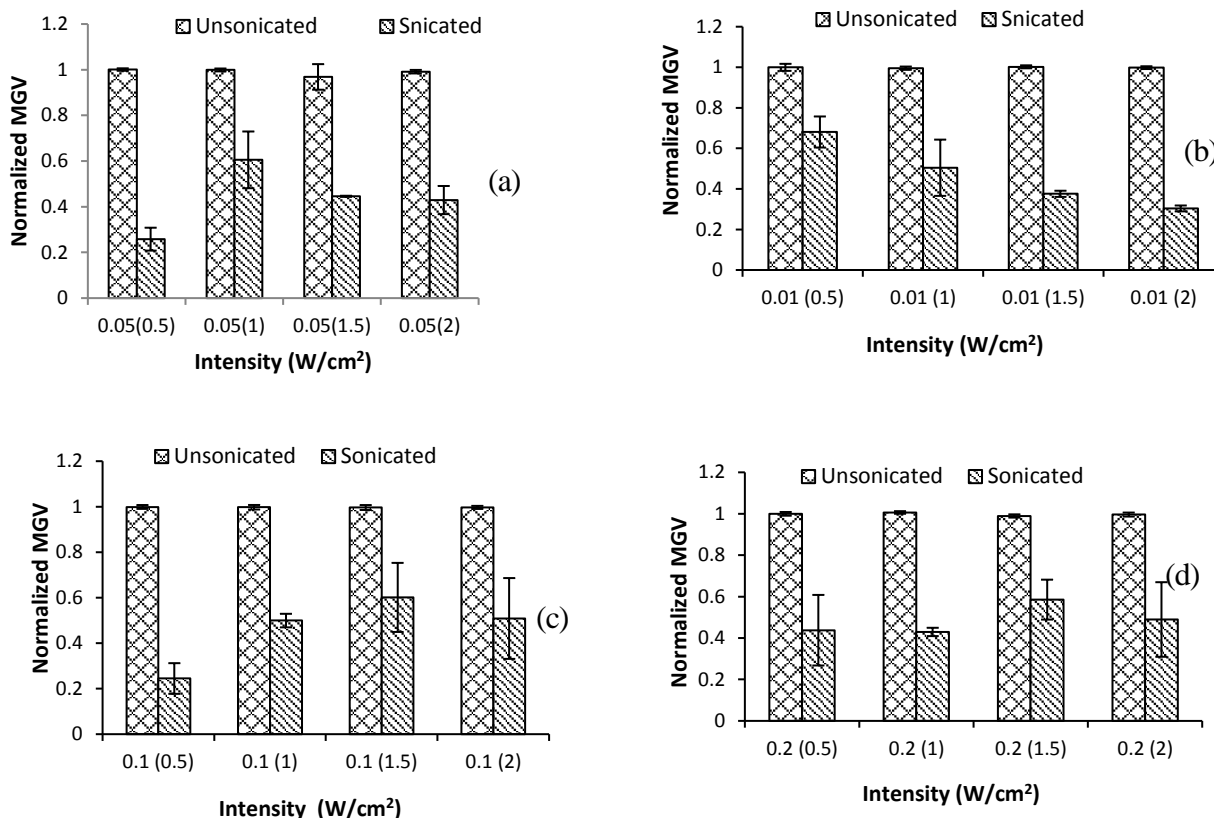 Unsonicated Snicated
Normalized MGV
1.2
1
0.8
0.6
0.4
0.2
0
0.05(0.5) 0.05(1) 0.05(1.5) 0.05(2)
Intensity (W/cm²)
(a)
Unsonicated Snicated
Normalized MGV
1.2
1
0.8
0.6
0.4
0.2
0
0.01 (0.5) 0.01 (1) 0.01 (1.5) 0.01 (2)
Intensity (W/cm²)
(b)
Unsonicated Sonicated
Normalized MGV
1.2
1
0.8
0.6
0.4
0.2
0
0.1 (0.5) 0.1 (1) 0.1 (1.5) 0.1 (2)
Intensity (W/cm²)
(c)
Unsonicated Sonicated
Normalized MGV
1.2
1
0.8
0.6
0.4
0.2
0
0.2 (0.5) 0.2 (1) 0.2 (1.5) 0.2 (2)
Intensity (W/cm²)
(d)